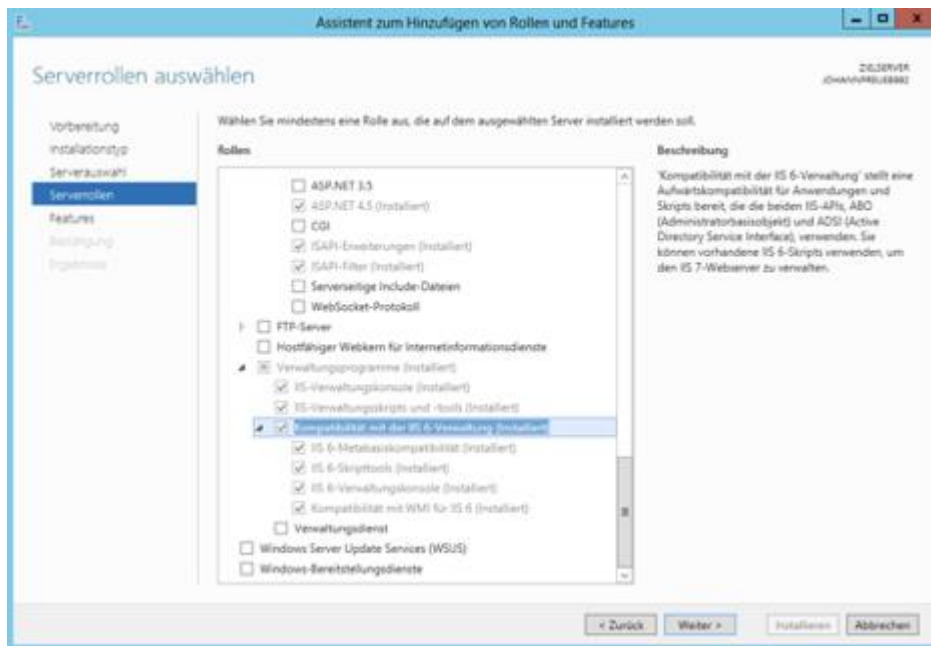 Assistent zum Hinzufügen von Rollen und Features
Serverrollen auswählen
ZIELSERVER
Vorbereitung
Installationstyp
Serverauswahl
Serverrollen
Features
Bestätigung
Ergebnisse
Wählen Sie mindestens eine Rolle aus, die auf dem ausgewählten Server installiert werden soll.
Rollen
ASP.NET 3.5
ASP.NET 4.5 (Installiert)
CGI
ISAPI-Erweiterungen (Installiert)
ISAPI-Filter (Installiert)
Serverseitige Include-Dateien
WebSocket-Protokoll
FTP-Server
Hostfähiger Webkern für Internetinformationsdienste
Verwaltungsprogramme (Installiert)
IIS-Verwaltungskonsole (Installiert)
IIS-Verwaltungsskripts und -tools (Installiert)
Kompatibilität mit der IIS 6-Verwaltung (Installiert)
IIS 6-Metabasiskompatibilität (Installiert)
IIS 6-Skripttools (Installiert)
IIS 6-Verwaltungskonsole (Installiert)
Kompatibilität mit WMI für IIS 6 (Installiert)
Verwaltungsdienst
Windows Server Update Services (WSUS)
Windows-Bereitstellungsdienste
Beschreibung
'Kompatibilität mit der IIS 6-Verwaltung' stellt eine
Aufwärtskompatibilität für Anwendungen und
Skripts bereit, die die beiden IIS-APIs, ABO
(Administratorbasisobjekt) und ADSI (Active
Directory Service Interface), verwenden. Sie
können vorhandene IIS 6-Skripts verwenden, um
den IIS 7-Webserver zu verwalten.
< Zurück
Weiter >
Installieren
Abbrechen